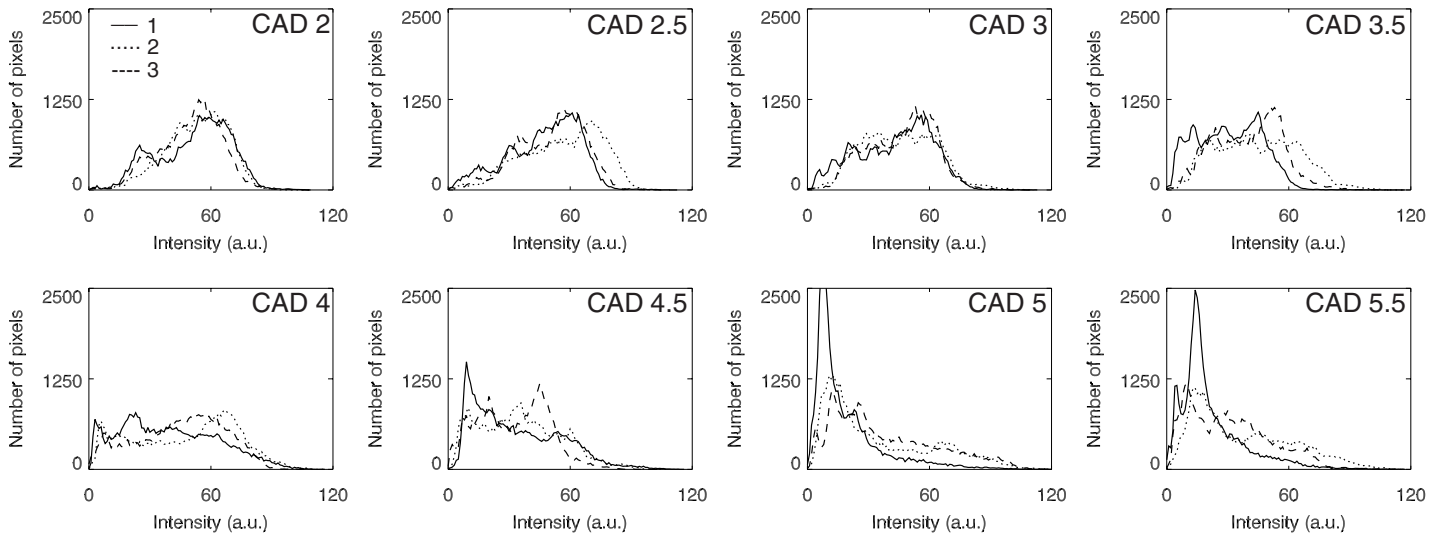 2500 CAD 2
1
2
3
1250
0
0 60 120
Number of pixels
Intensity (a.u.)
2500 CAD 2.5
1250
0
0 60 120
Number of pixels
Intensity (a.u.)
2500 CAD 3
1250
0
0 60 120
Number of pixels
Intensity (a.u.)
2500 CAD 3.5
1250
0
0 60 120
Number of pixels
Intensity (a.u.)
2500 CAD 4
1250
0
0 60 120
Number of pixels
Intensity (a.u.)
2500 CAD 4.5
1250
0
0 60 120
Number of pixels
Intensity (a.u.)
2500 CAD 5
1250
0
0 60 120
Number of pixels
Intensity (a.u.)
2500 CAD 5.5
1250
0
0 60 120
Number of pixels
Intensity (a.u.)